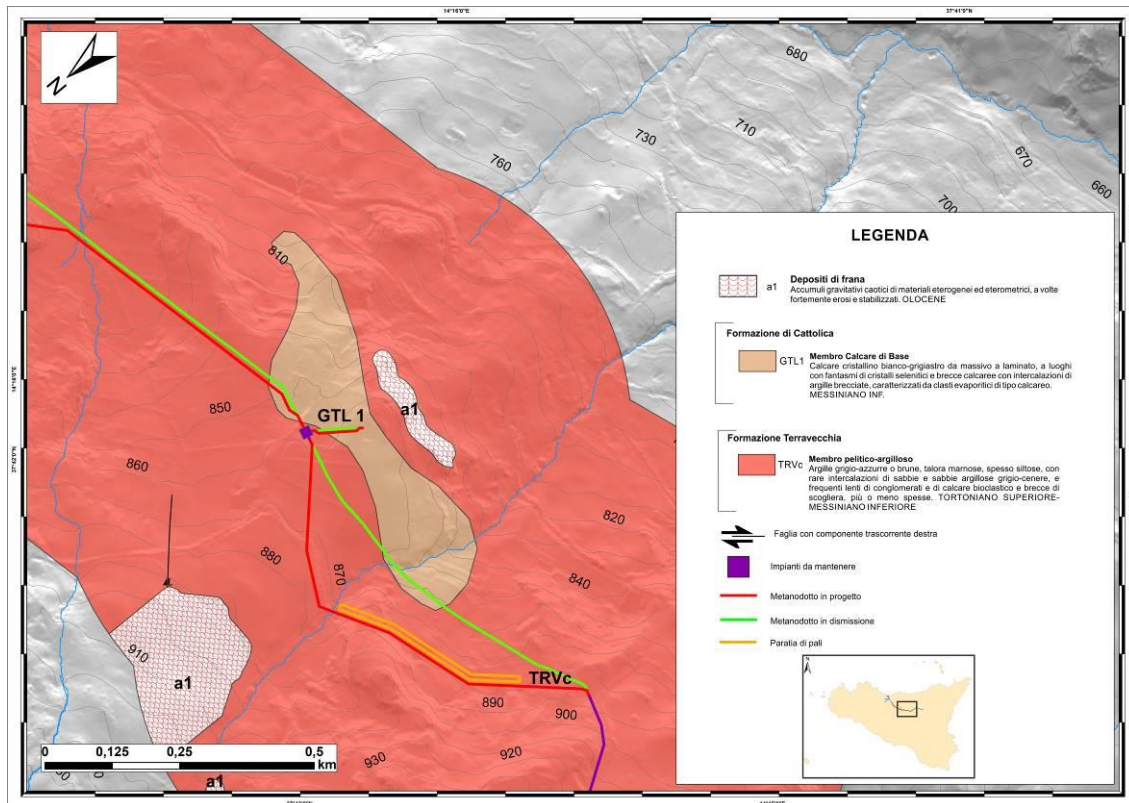 14°16'0"E
37°41'0"N
N
680
730
710
760
670
660
700
810
850
GTL 1
a1
860
820
880
870
840
910
a1
TRVc
890
900
930
920
a1
0 0,125 0,25 0,5
km
LEGENDA
a1 Depositi di frana
Accumuli gravitativi caotici di materiali eterogenei ed eterometrici, a volte
fortemente erosi e stabilizzati. OLOCENE
Formazione di Cattolica
GTL1 Membro Calcare di Base
Calcare cristallino bianco-grigiastro da massivo a laminato, a luoghi
con fantasmi di cristalli selenitici e brecce calcaree con intercalazioni di
argille brecciate, caratterizzati da clasti evaporitici di tipo calcareo.
MESSINIANO INF.
Formazione Terravecchia
TRVc Membro pelitico-argilloso
Argille grigio-azzurre o brune, talora marnose, spesso siltose, con
rare intercalazioni di sabbie e sabbie argillose grigio-cenere, e
frequenti lenti di conglomerati e di calcare bioclastico e brecce di
scogliera, più o meno spesse. TORTONIANO SUPERIORE-
MESSINIANO INFERIORE
Faglia con componente trascorrente destra
Impianti da mantenere
Metanodotto in progetto
Metanodotto in dismissione
Paratia di pali
N